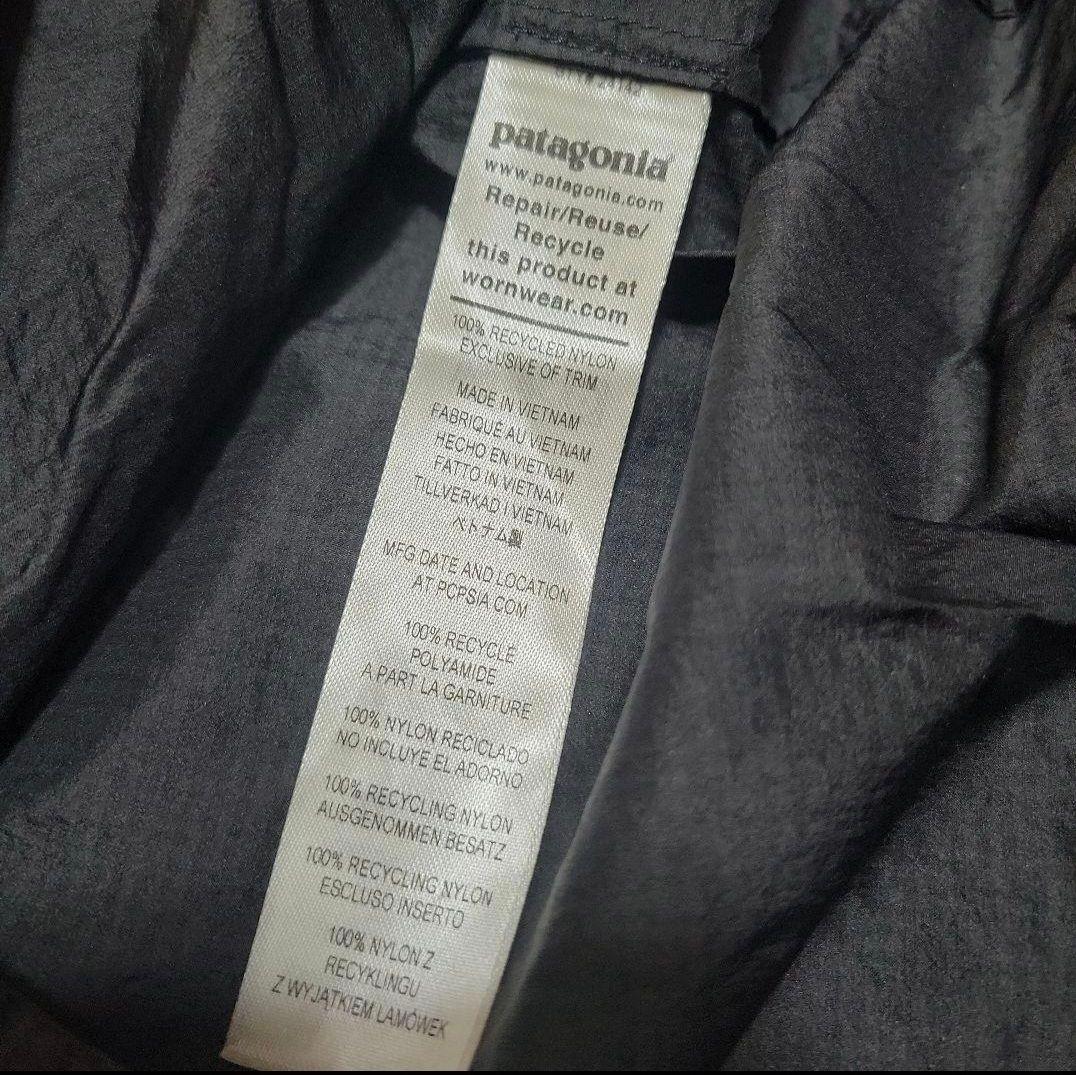 patagonia
www.patagonia.com
Repair/Reuse/
Recycle
this product at
wornwear.com
100% RECYCLED NYLON
EXCLUSIVE OF TRIM
MADE IN VIETNAM
FABRIQUÉ AU VIETNAM
HECHO EN VIETNAM
FATTO IN VIETNAM
TILLVERKAD I VIETNAM
ベトナム製
MFG DATE AND LOCATION
AT PCPSIA.COM
100% RECYCLÉ
POLYAMIDE
A PART LA GARNITURE
100% NYLON RECICLADO
NO INCLUYE EL ADORNO
100% RECYCLING NYLON
AUSGENOMMEN BESATZ
100% RECYCLING NYLON
ESCLUSO INSERTO
100% NYLON Z
RECYKLINGU
Z WYJĄTKIEM LAMÓWEK